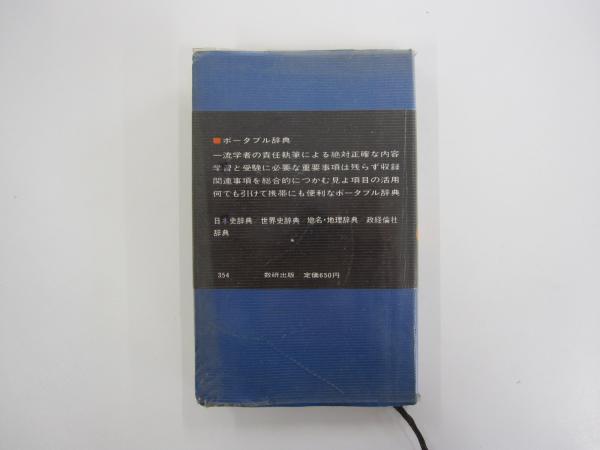 ■ポータブル辞典
一流学者の責任執筆による絶対正確な内容
学習と受験に必要な重要事項は残らず収録
関連事項を総合的につかむ見よ項目の活用
何でも引けて携帯にも便利なポータブル辞典
日本史辞典 世界史辞典 地名・地理辞典 政経倫社
辞典
354 数研出版 定価650円